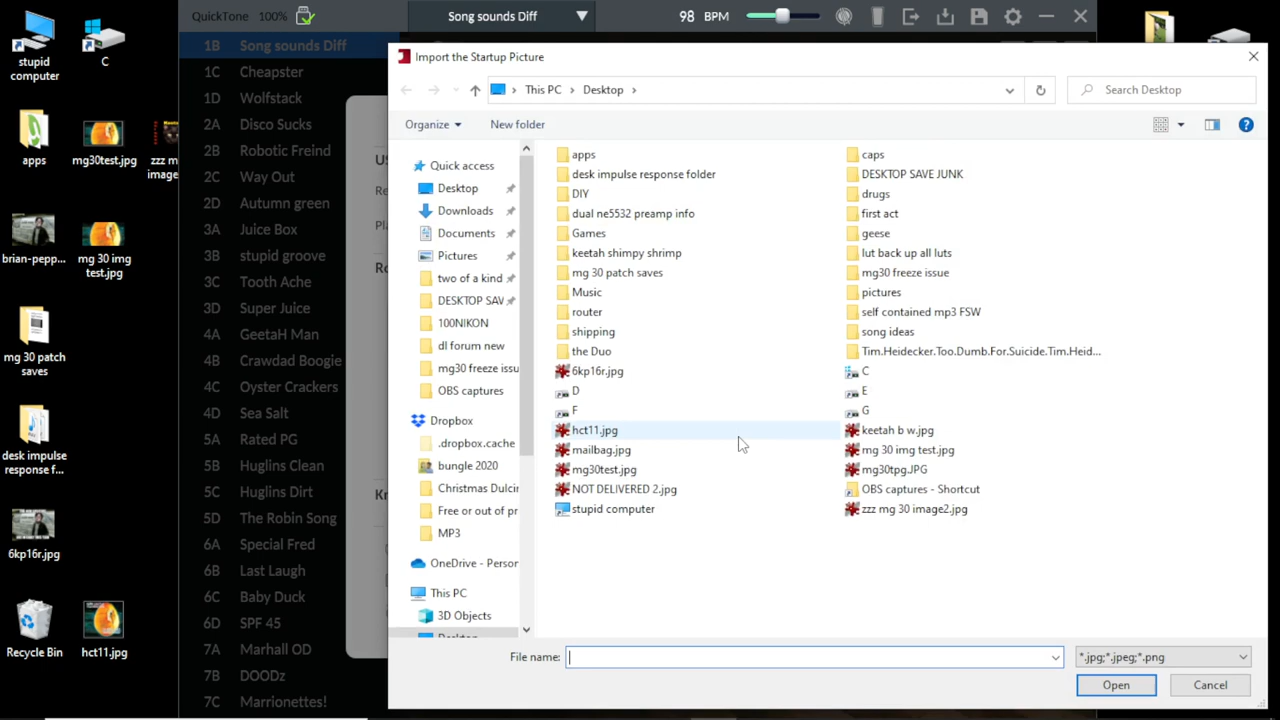 QuickTone 100%
Song sounds Diff
98 BPM
stupid computer
C
apps
mg30test.jpg
zzz m
image
brian-pepp...
mg 30 img test.jpg
mg 30 patch saves
desk impulse response f...
6kp16r.jpg
Recycle Bin
hct11.jpg
1B Song sounds Diff
1C Cheapster
1D Wolfstack
2A Disco Sucks
2B Robotic Freind
2C Way Out
2D Autumn green
3A Juice Box
3B stupid groove
3C Tooth Ache
3D Super Juice
4A GeetaH Man
4B Crawdad Boogie
4C Oyster Crackers
4D Sea Salt
5A Rated PG
5B Huglins Clean
5C Huglins Dirt
5D The Robin Song
6A Special Fred
6B Last Laugh
6C Baby Duck
6D SPF 45
7A Marhall OD
7B DOODz
7C Marrionettes!
US
Re
Pla
Ro
Kn
Import the Startup Picture
This PC > Desktop >
Search Desktop
Organize
New folder
Quick access
Desktop
Downloads
Documents
Pictures
two of a kind
DESKTOP SAV
100NIKON
dl forum new
mg30 freeze issu
OBS captures
Dropbox
.dropbox.cache
bungle 2020
Christmas Dulcir
Free or out of pr
MP3
OneDrive - Person
This PC
3D Objects
Desktop
apps
desk impulse response folder
DIY
dual ne5532 preamp info
Games
keetah shimpy shrimp
mg 30 patch saves
Music
router
shipping
the Duo
6kp16r.jpg
D
F
hct11.jpg
mailbag.jpg
mg30test.jpg
NOT DELIVERED 2.jpg
stupid computer
caps
DESKTOP SAVE JUNK
drugs
first act
geese
lut back up all luts
mg30 freeze issue
pictures
self contained mp3 FSW
song ideas
Tim.Heidecker.Too.Dumb.For.Suicide.Tim.Heid...
C
E
G
keetah b w.jpg
mg 30 img test.jpg
mg30tpg.JPG
OBS captures - Shortcut
zzz mg 30 image2.jpg
File name:
*.jpg;*.jpeg;*.png
Open
Cancel